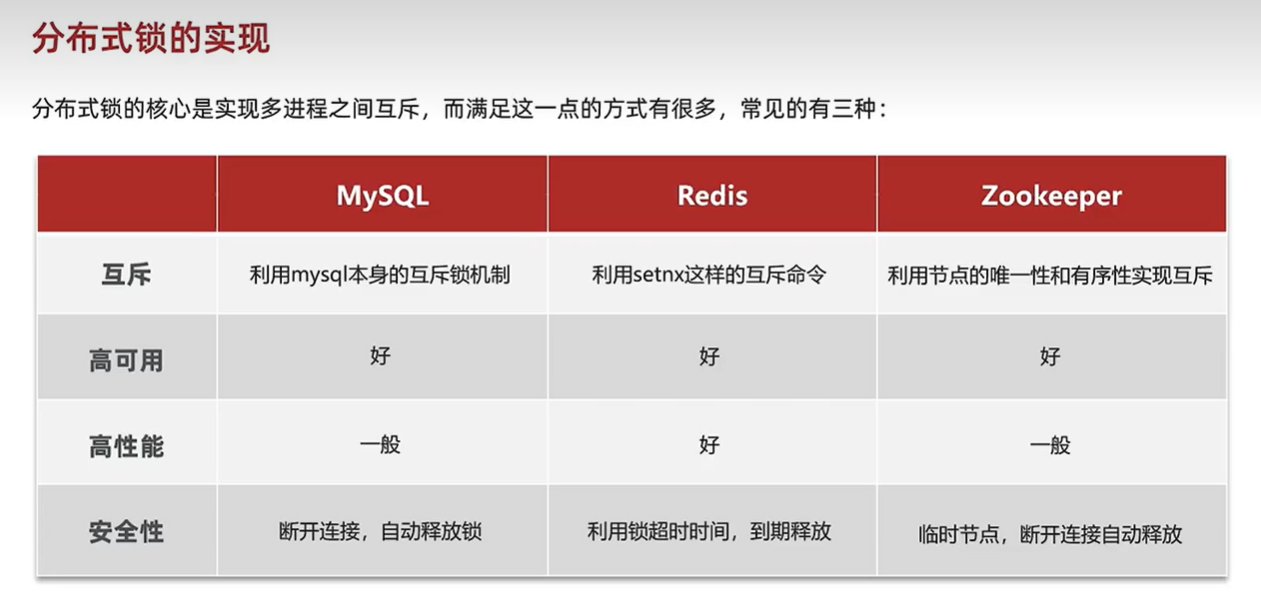 分布式锁的实现
分布式锁的核心是实现多进程之间互斥，而满足这一点的方式有很多，常见的有三种：
MySQL Redis Zookeeper
互斥 利用mysql本身的互斥锁机制 利用setnx这样的互斥命令 利用节点的唯一性和有序性实现互斥
高可用 好 好 好
高性能 一般 好 一般
安全性 断开连接，自动释放锁 利用锁超时时间，到期释放 临时节点，断开连接自动释放